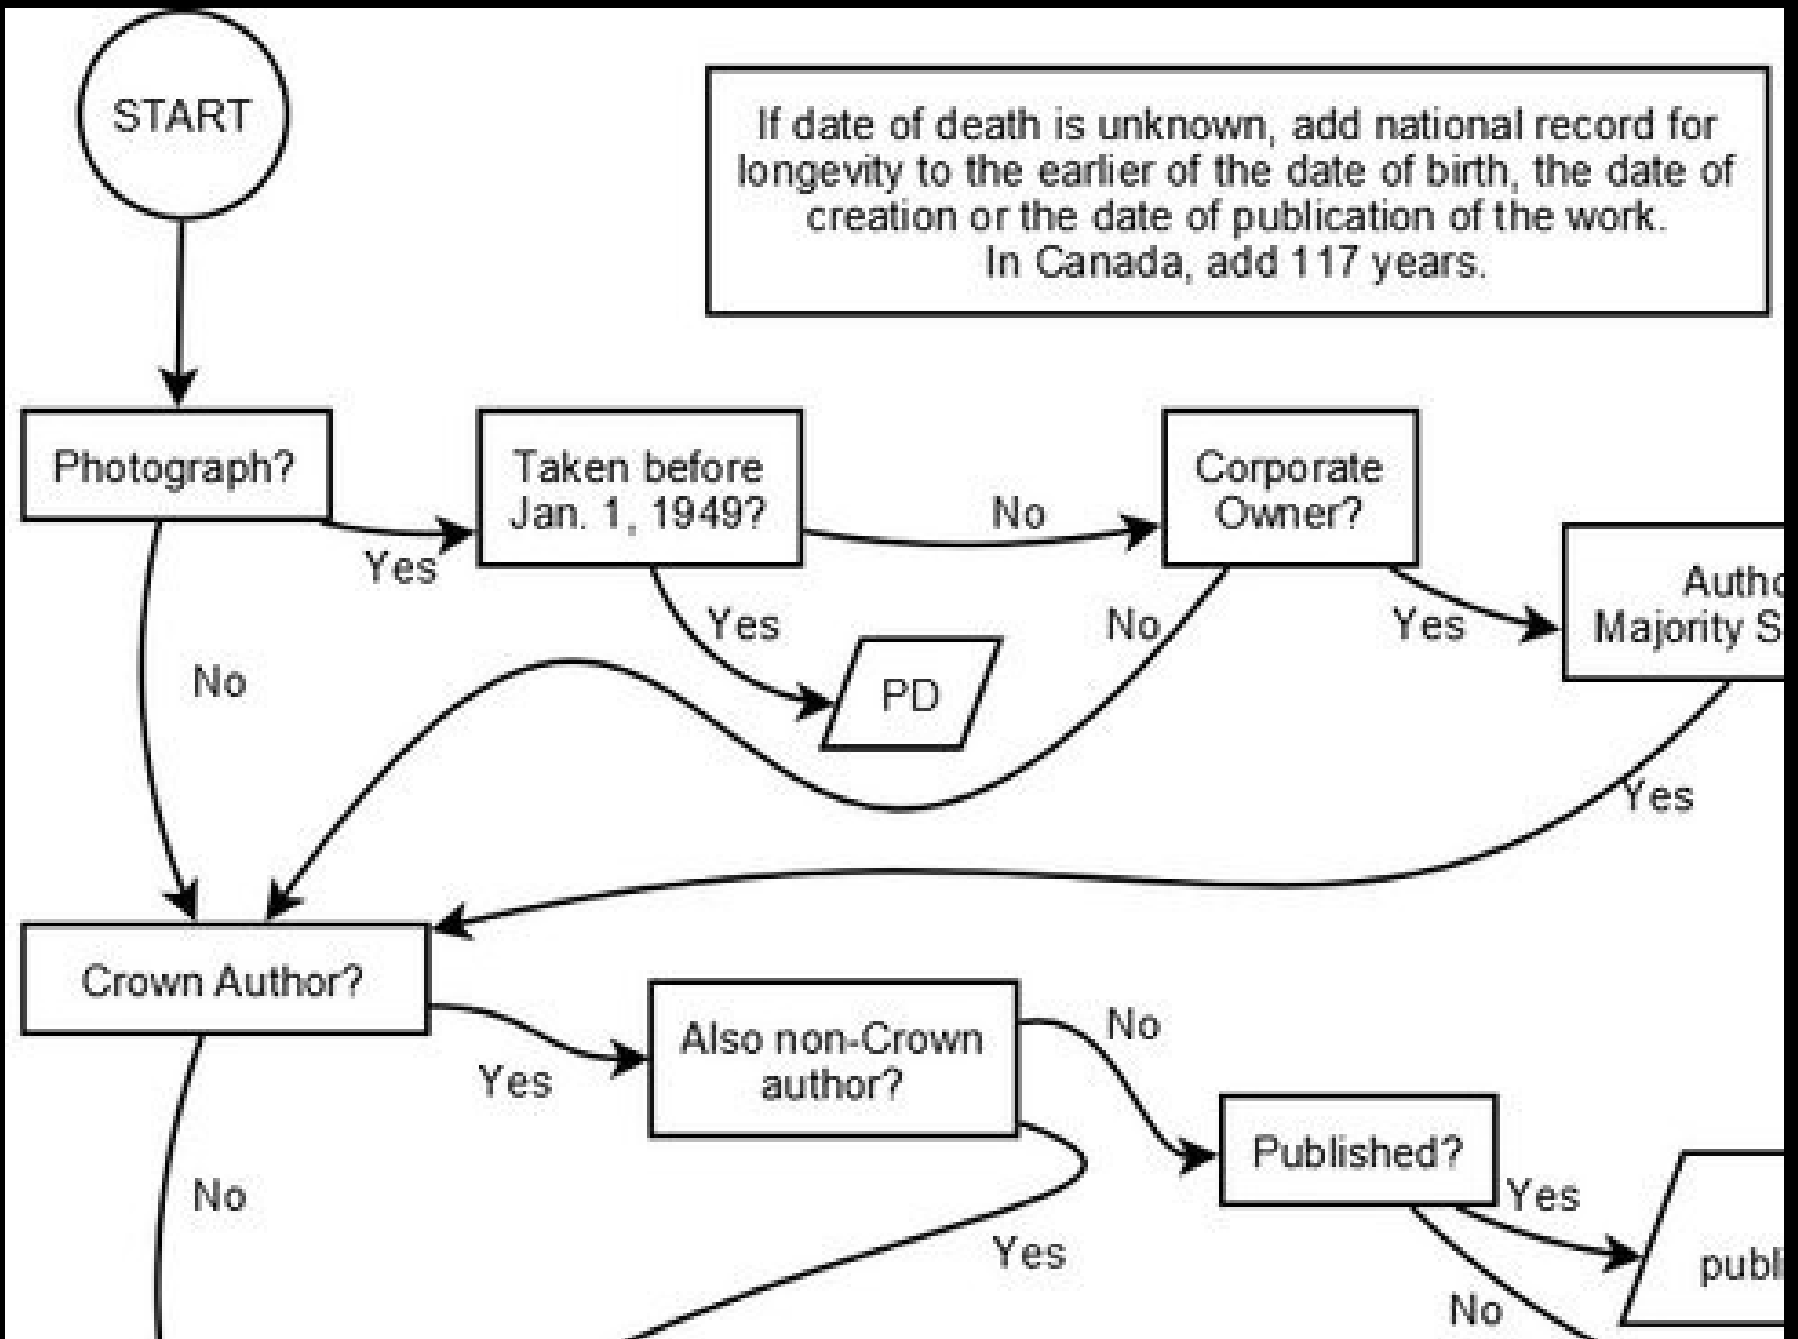 START
If date of death is unknown, add national record for
longevity to the earlier of the date of birth, the date of
creation or the date of publication of the work.
In Canada, add 117 years.
Photograph?
Taken before
Jan. 1, 1949?
Corporate
Owner?
No
Yes
Yes
No
Yes
Majority S
No
PD
Yes
Crown Author?
Also non-Crown
author?
No
Yes
Published?
No
Yes
Yes
No